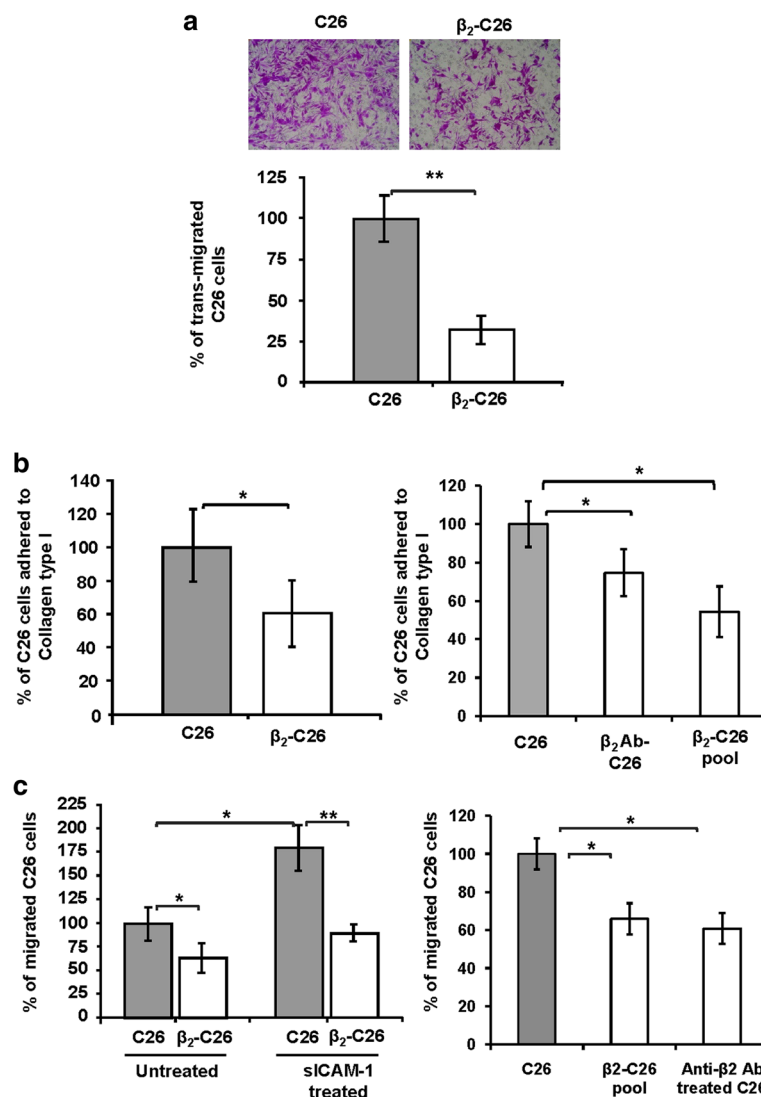 a
C26
β2-C26
% of trans-migrated
C26 cells
125
100
75
50
25
0
**
C26
β2-C26
b
% of C26 cells adhered to
Collagen type I
140
120
100
80
60
40
20
0
*
C26
β2-C26
% of C26 cells adhered to
Collagen type I
120
100
80
60
40
20
0
*
*
C26
β2Ab-
C26
β2-C26
pool
c
% of migrated C26 cells
225
200
175
150
125
100
75
50
25
0
*
*
**
C26
β2-C26
C26
β2-C26
Untreated
sICAM-1
treated
% of migrated C26 cells
120
100
80
60
40
20
0
*
*
C26
β2-C26
pool
Anti-β2 Ab
treated C26